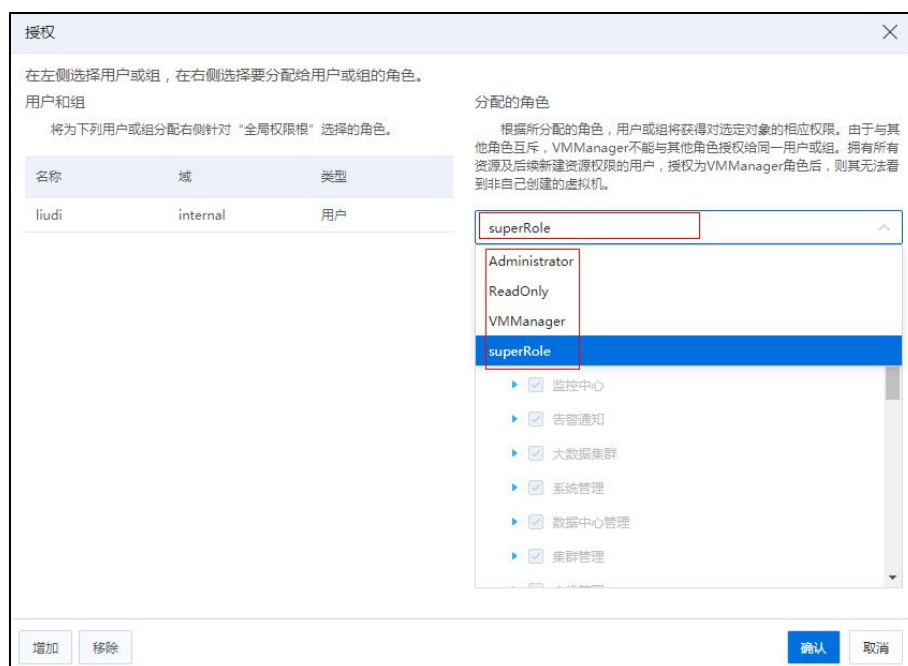 授权
在左侧选择用户或组，在右侧选择要分配给用户或组的角色。
用户和组
将为下列用户或组分配右侧针对“全局权限根”选择的角色。
名称 域 类型
liudi internal 用户
分配的角色
根据所分配的角色，用户或组将获得对选定对象的相应权限。由于与其
他角色互斥，VMManager不能与其他角色授权给同一用户或组。拥有所有
资源及后续新建资源权限的用户，授权为VMManager角色后，则其无法看
到非自己创建的虚拟机。
superRole
Administrator
ReadOnly
VMManager
superRole
监控中心
告警通知
大数据集群
系统管理
数据中心管理
集群管理
增加 移除 确认 取消